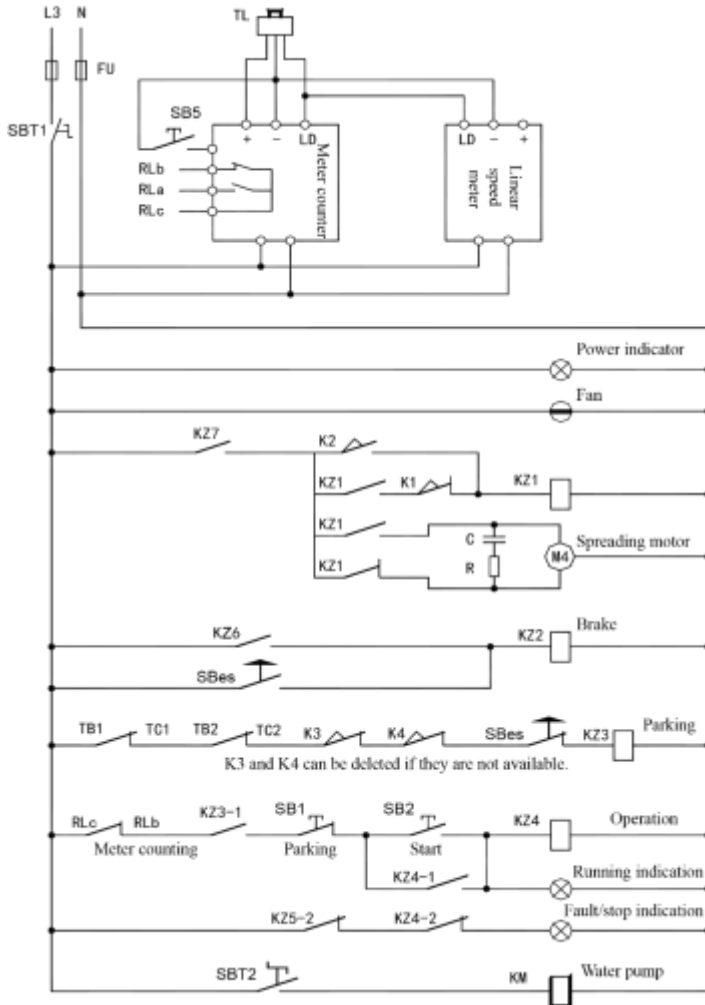 L3 N TL
FU
SB5
SBT1
+ − LD LD − +
Meter counter
Linear speed meter
RLb
RLa
RLc
Power indicator
Fan
KZ7 K2
KZ1 K1 KZ1
KZ1 C Spreading motor
M4
KZ1 R
Brake
KZ6 KZ2
SBes
TB1 TC1 TB2 TC2 K3 K4 SBes KZ3 Parking
K3 and K4 can be deleted if they are not available.
RLc RLb KZ3-1 SB1 SB2 KZ4 Operation
Meter counting Parking Start
KZ4-1 Running indication
KZ5-2 KZ4-2 Fault/stop indication
SBT2 KM Water pump